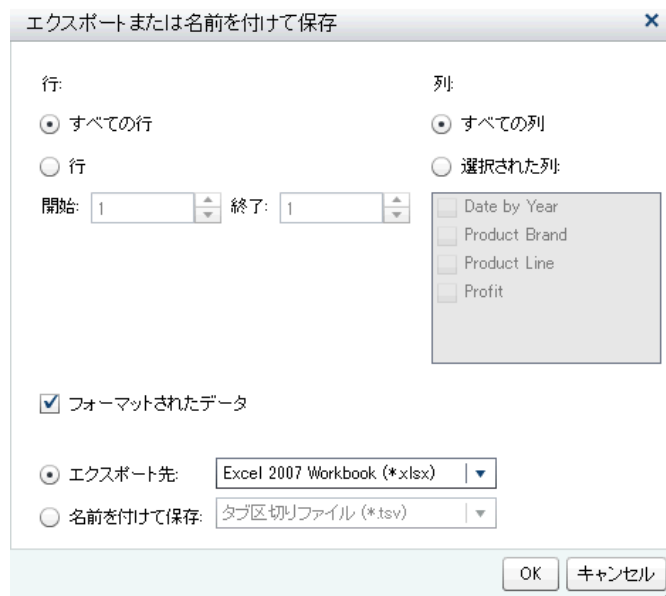 エクスポートまたは名前を付けて保存
行:
列:
すべての行
すべての列
行
選択された列:
開始: 1 終了: 1
Date by Year
Product Brand
Product Line
Profit
フォーマットされたデータ
エクスポート先: Excel 2007 Workbook (*.xlsx)
名前を付けて保存: タブ区切りファイル (*.tsv)
OK キャンセル